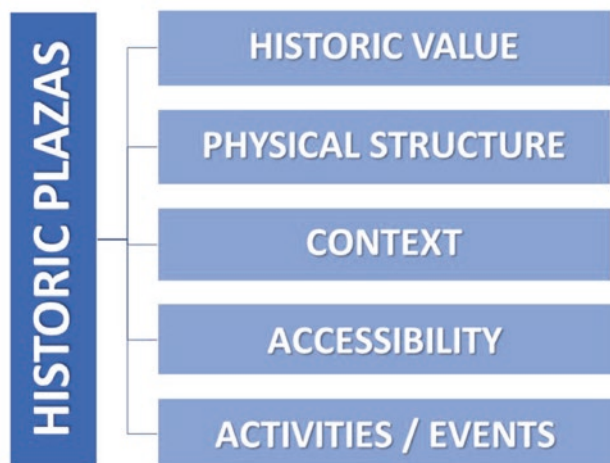 HISTORIC PLAZAS
HISTORIC VALUE
PHYSICAL STRUCTURE
CONTEXT
ACCESSIBILITY
ACTIVITIES / EVENTS